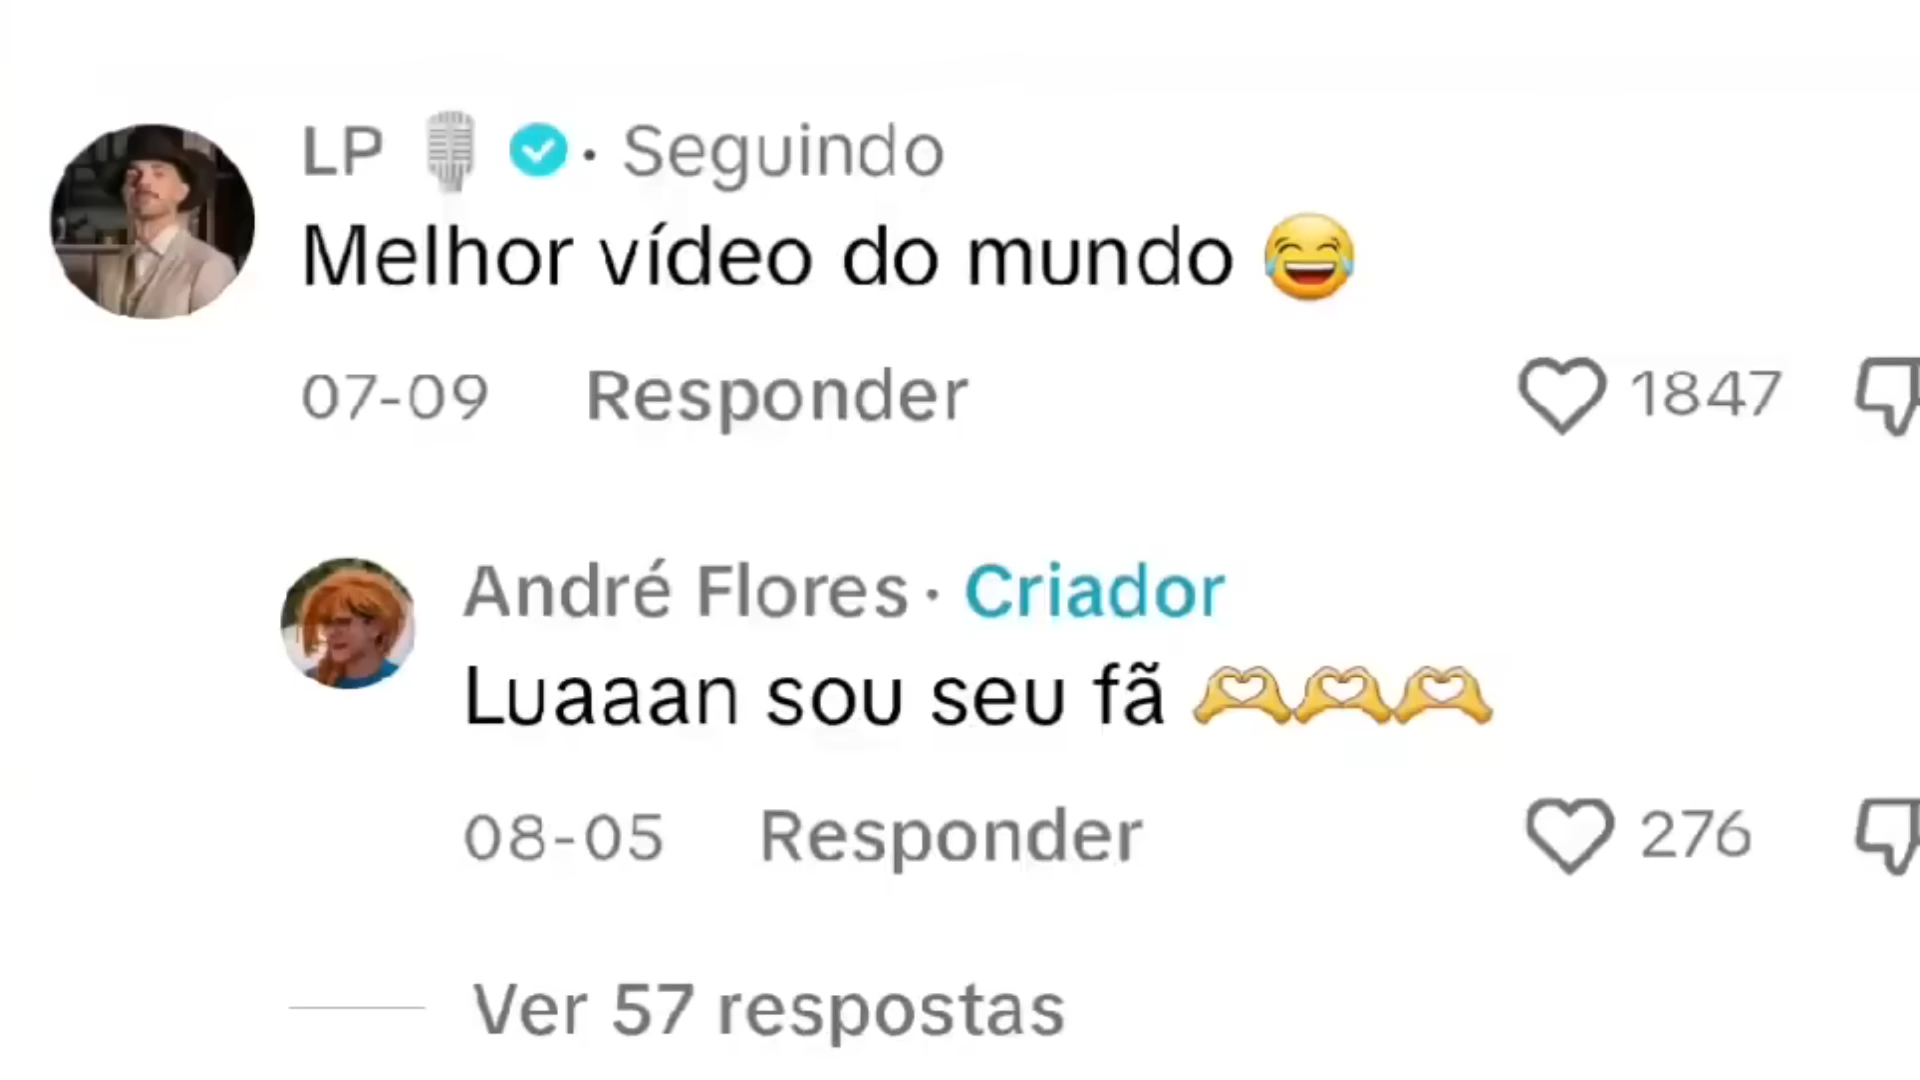 LP 🎙️ · Seguindo
Melhor vídeo do mundo 😂
07-09 Responder 1847
André Flores · Criador
Luaaan sou seu fã 🫶🫶🫶
08-05 Responder 276
Ver 57 respostas